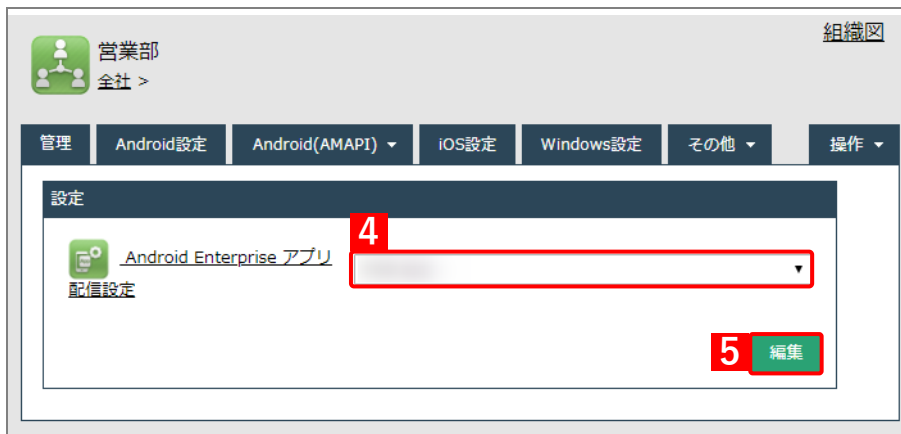 組織図
営業部
全社 >
管理
Android設定
Android(AMAPI) ▼
iOS設定
Windows設定
その他 ▼
操作 ▼
設定
4
Android Enterprise アプリ
配信設定
▼
5
編集